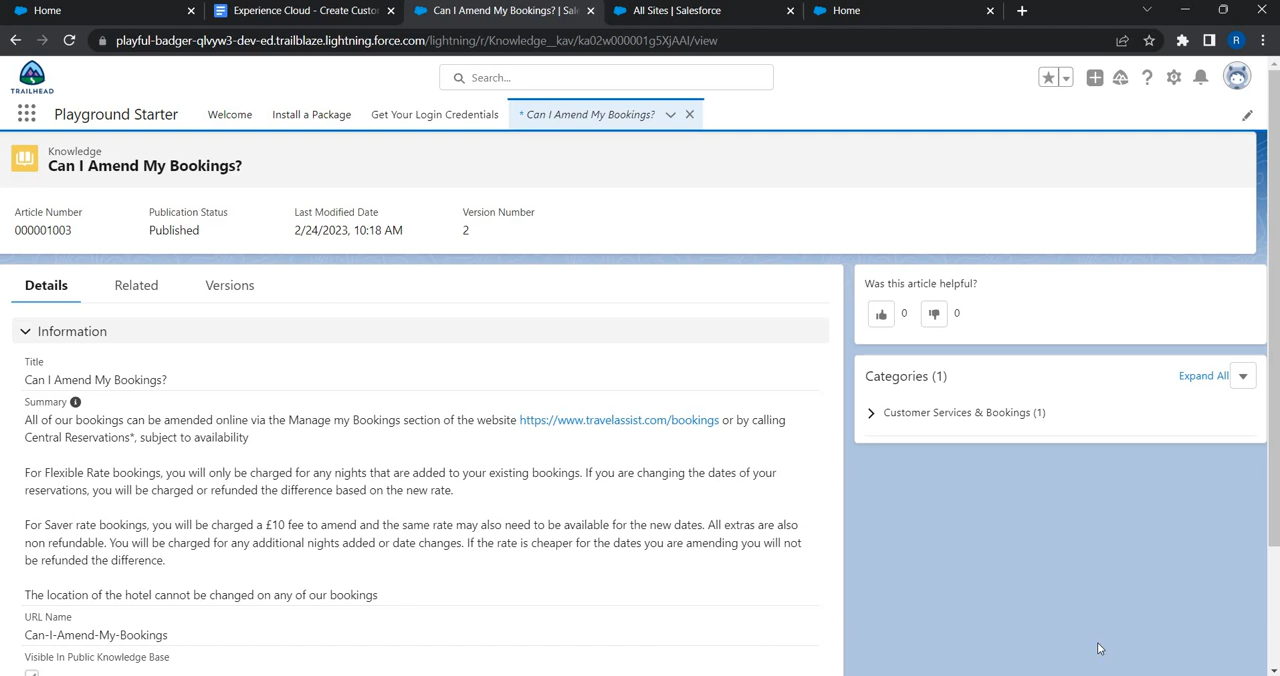 Home
Experience Cloud - Create Custo
Can I Amend My Bookings? | Sal
All Sites | Salesforce
Home
playful-badger-qlvyw3-dev-ed.trailblaze.lightning.force.com/lightning/r/Knowledge__kav/ka02w000001g5XjAAI/view
R
TRAILHEAD
Search...
Playground Starter
Welcome
Install a Package
Get Your Login Credentials
* Can I Amend My Bookings?
Knowledge
Can I Amend My Bookings?
Article Number
Publication Status
Last Modified Date
Version Number
000001003
Published
2/24/2023, 10:18 AM
2
Details
Related
Versions
Information
Title
Can I Amend My Bookings?
Summary
All of our bookings can be amended online via the Manage my Bookings section of the website https://www.travelassist.com/bookings or by calling
Central Reservations*, subject to availability
For Flexible Rate bookings, you will only be charged for any nights that are added to your existing bookings. If you are changing the dates of your
reservations, you will be charged or refunded the difference based on the new rate.
For Saver rate bookings, you will be charged a £10 fee to amend and the same rate may also need to be available for the new dates. All extras are also
non refundable. You will be charged for any additional nights added or date changes. If the rate is cheaper for the dates you are amending you will not
be refunded the difference.
The location of the hotel cannot be changed on any of our bookings
URL Name
Can-I-Amend-My-Bookings
Visible In Public Knowledge Base
Was this article helpful?
0
0
Categories (1)
Expand All
Customer Services & Bookings (1)